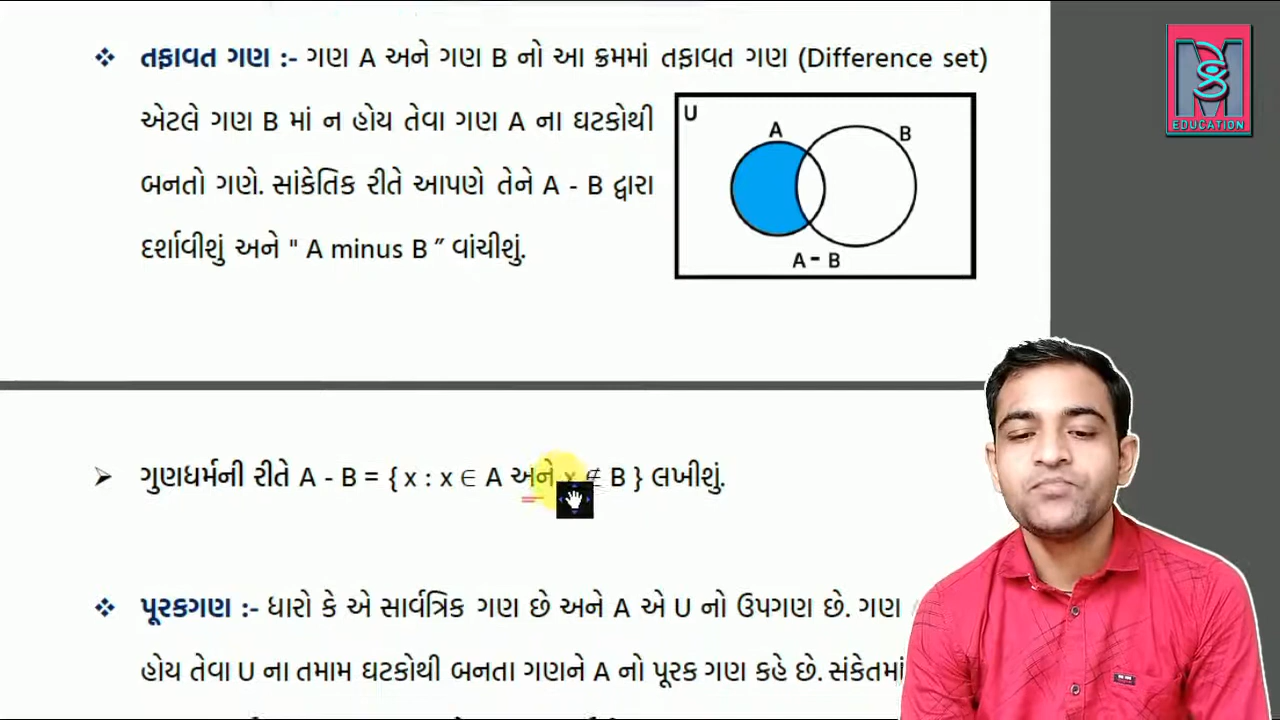 ❖ તફાવત ગણ :- ગણ A અને ગણ B નો આ ક્રમમાં તફાવત ગણ (Difference set)
એટલે ગણ B માં ન હોય તેવા ગણ A ના ઘટકોથી
બનતો ગણે. સાંકેતિક રીતે આપણે તેને A - B દ્વારા
દર્શાવીશું અને " A minus B ” વાંચીશું.
U
A
B
A - B
EDUCATION
➢ ગુણધર્મની રીતે A - B = { x : x ∈ A અને x ∉ B } લખીશું.
❖ પૂરકગણ :- ધારો કે એ સાર્વત્રિક ગણ છે અને A એ U નો ઉપગણ છે. ગણ
હોય તેવા U ના તમામ ઘટકોથી બનતા ગણને A નો પૂરક ગણ કહે છે. સંકેતમાં